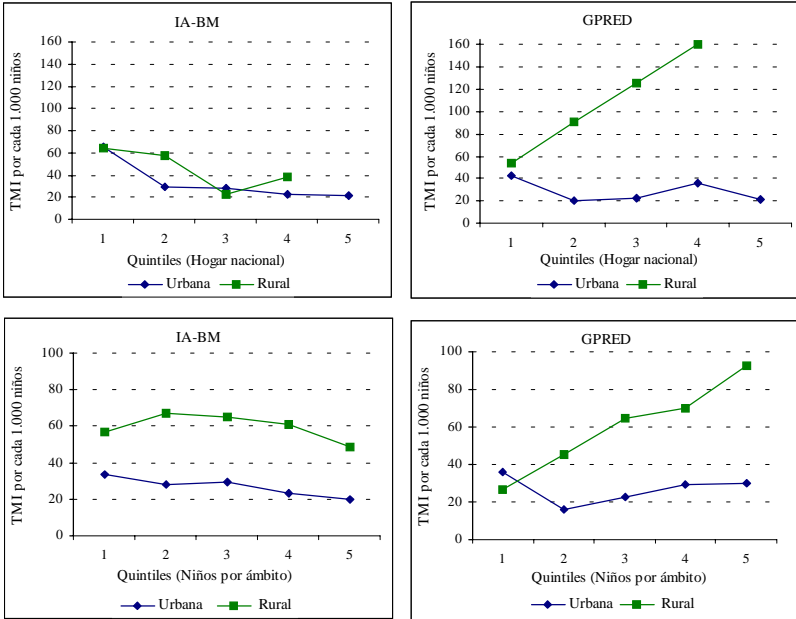 IA-BM
TMI por cada 1.000 niños
160
140
120
100
80
60
40
20
0
1 2 3 4 5
Quintiles (Hogar nacional)
Urbana Rural
GPRED
TMI por cada 1.000 niños
160
140
120
100
80
60
40
20
0
1 2 3 4 5
Quintiles (Hogar nacional)
Urbana Rural
IA-BM
TMI por cada 1.000 niños
100
80
60
40
20
0
1 2 3 4 5
Quintiles (Niños por ámbito)
Urbana Rural
GPRED
TMI por cada 1.000 niños
100
80
60
40
20
0
1 2 3 4 5
Quintiles (Niños por ámbito)
Urbana Rural